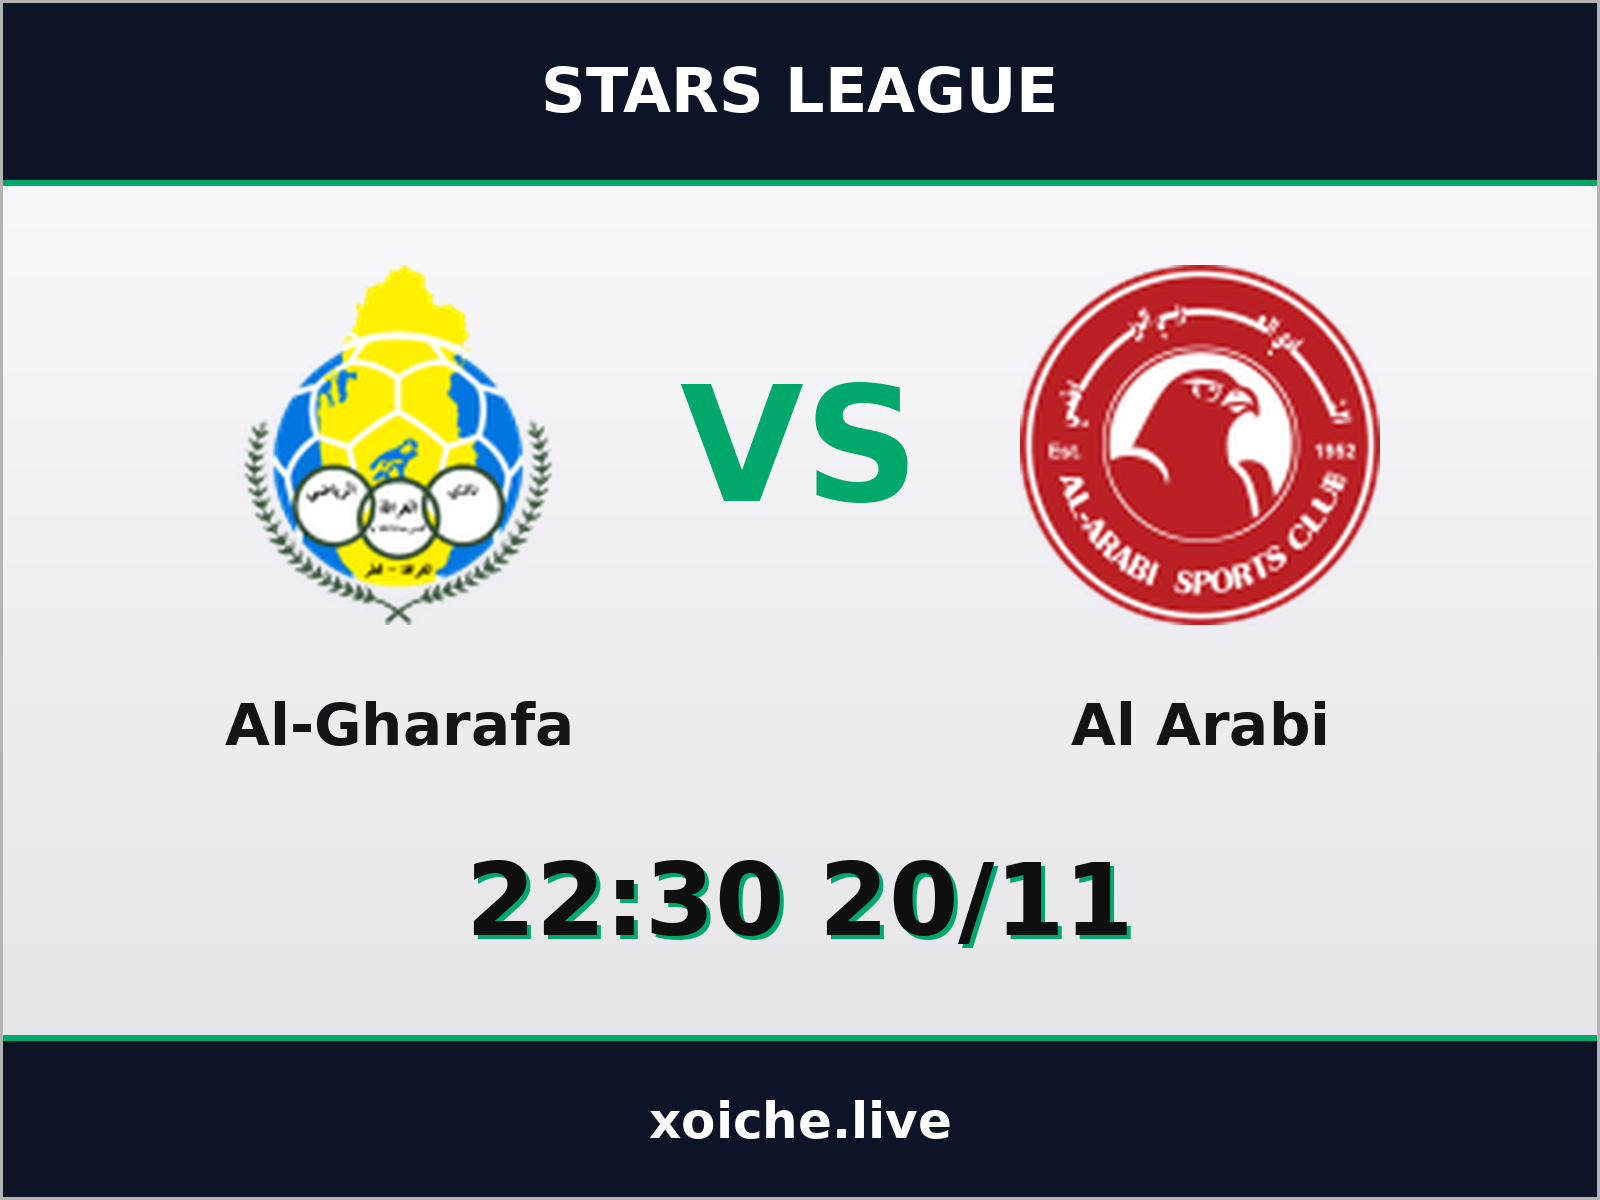 STARS LEAGUE
VS
Est.
1952
AL-ARABI SPORTS CLUB
Al-Gharafa
Al Arabi
22:30 20/11
xoiche.live